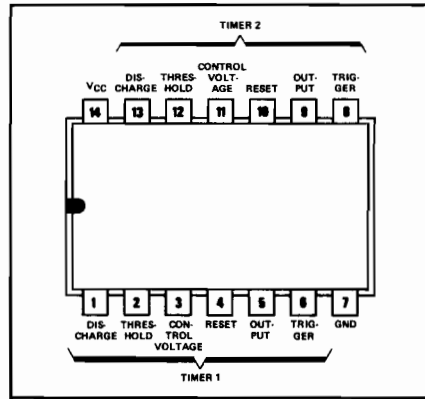 TIMER 2
CONTROL
DIS- THRES- VOLT- OUT- TRIG-
VCC CHARGE HOLD AGE RESET PUT GER
14 13 12 11 10 9 8
1 2 3 4 5 6 7
DIS- THRES- CON- RESET OUT- TRIG- GND
CHARGE HOLD TROL PUT GER
VOLTAGE
TIMER 1